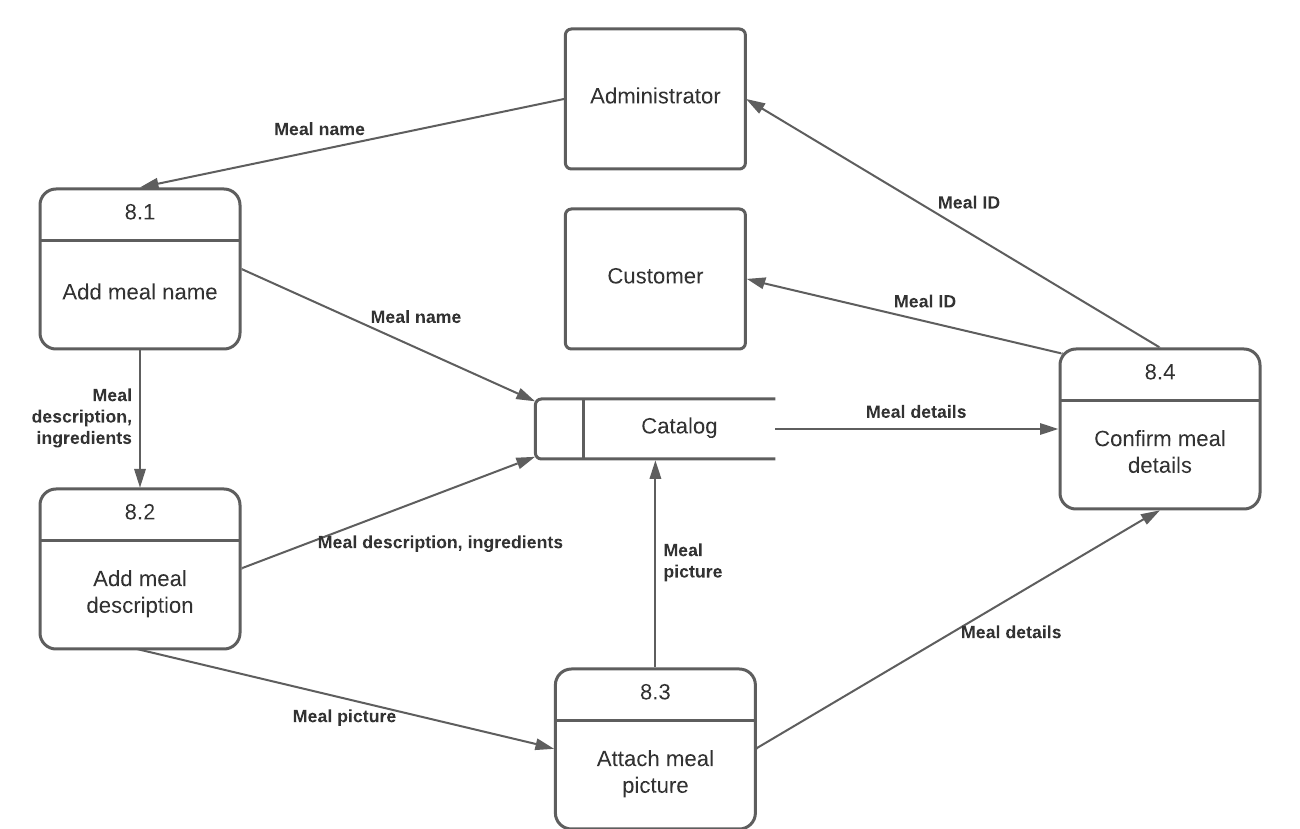 Administrator
Meal name
8.1
Meal ID
Customer
Add meal name
Meal ID
Meal name
8.4
Meal
description,
ingredients
Catalog
Meal details
Confirm meal
details
8.2
Meal description, ingredients
Meal
picture
Add meal
description
Meal details
8.3
Meal picture
Attach meal
picture